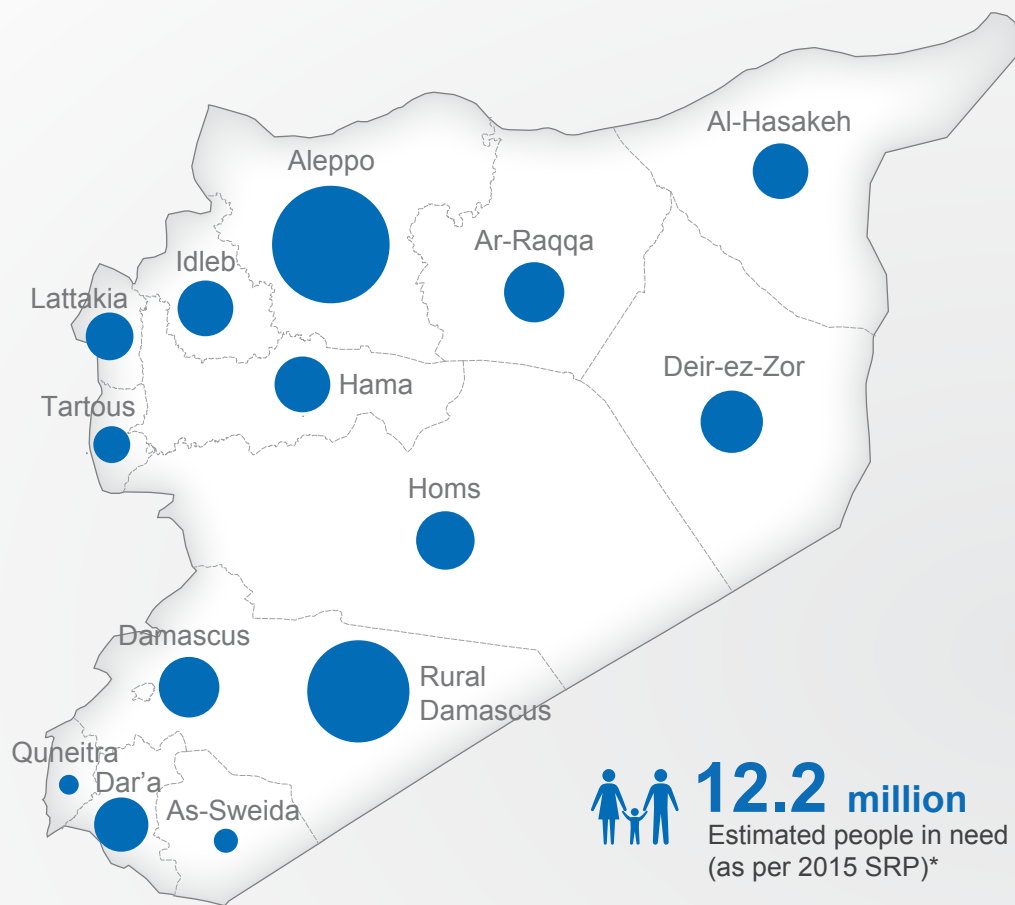 Al-Hasakeh
Aleppo
Ar-Raqqa
Idleb
Lattakia
Deir-ez-Zor
Hama
Tartous
Homs
Damascus
Rural
Damascus
Quneitra
Dar'a
As-Sweida
12.2 million
Estimated people in need
(as per 2015 SRP)*